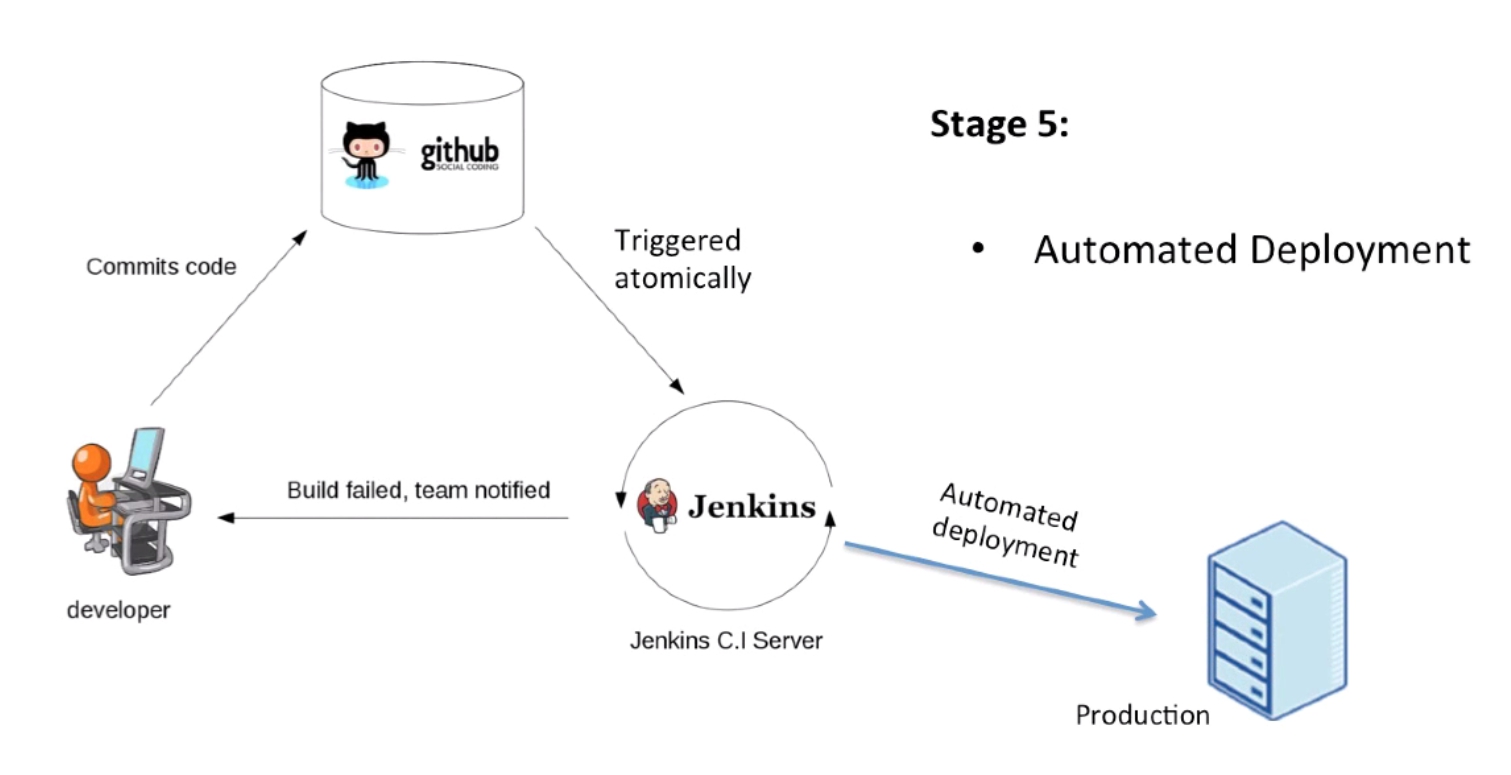 github
SOCIAL CODING
Stage 5:
Triggered
atomically
• Automated Deployment
Commits code
Build failed, team notified
Jenkins
Automated
deployment
developer
Jenkins C.I Server
Production